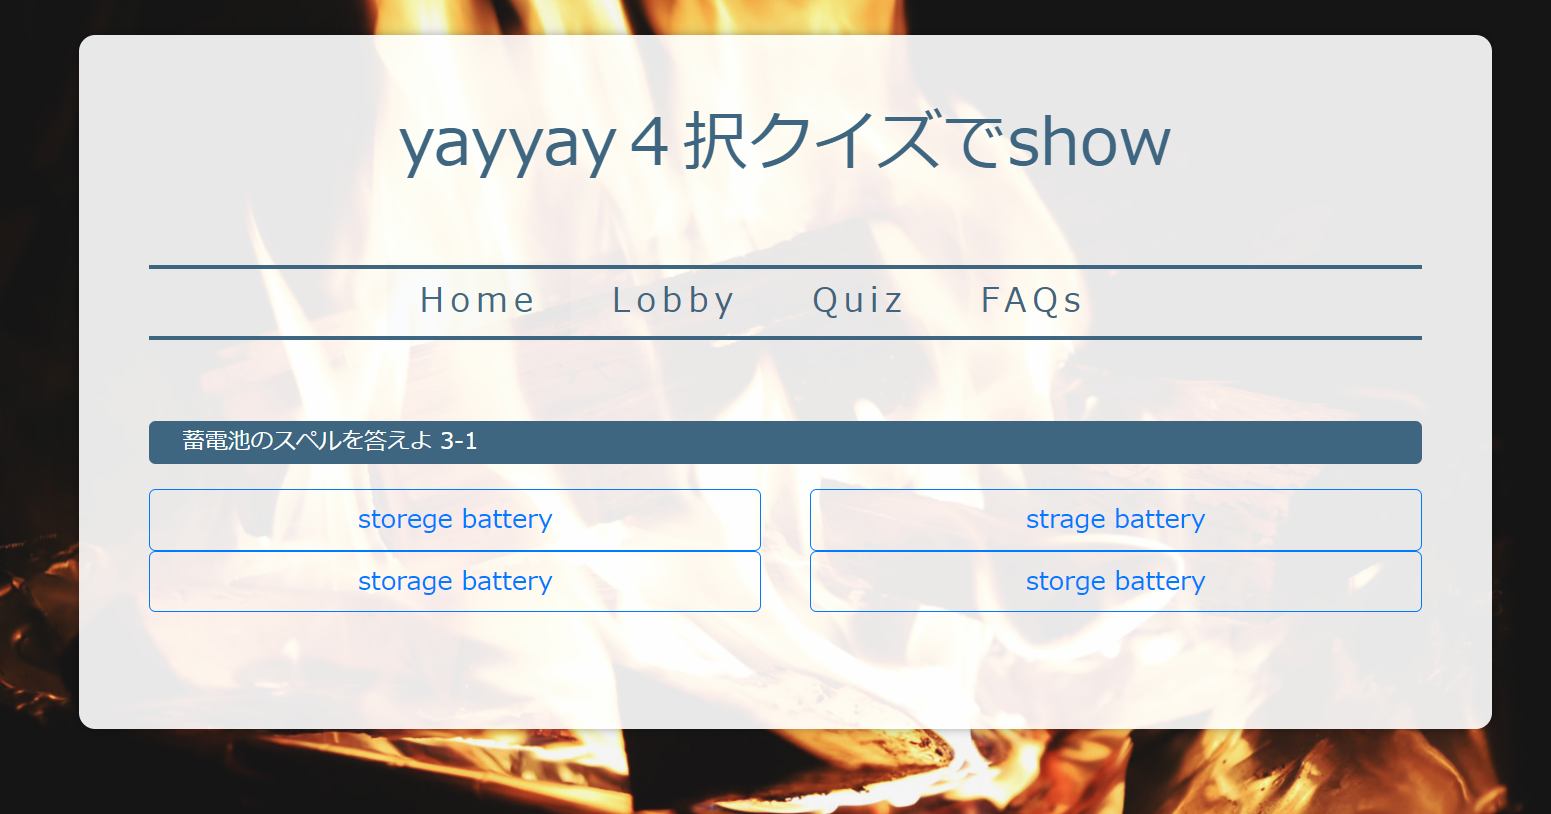 yayyay４択クイズでshow
Home Lobby Quiz FAQs
蓄電池のスペルを答えよ 3-1
storege battery strage battery
storage battery storge battery